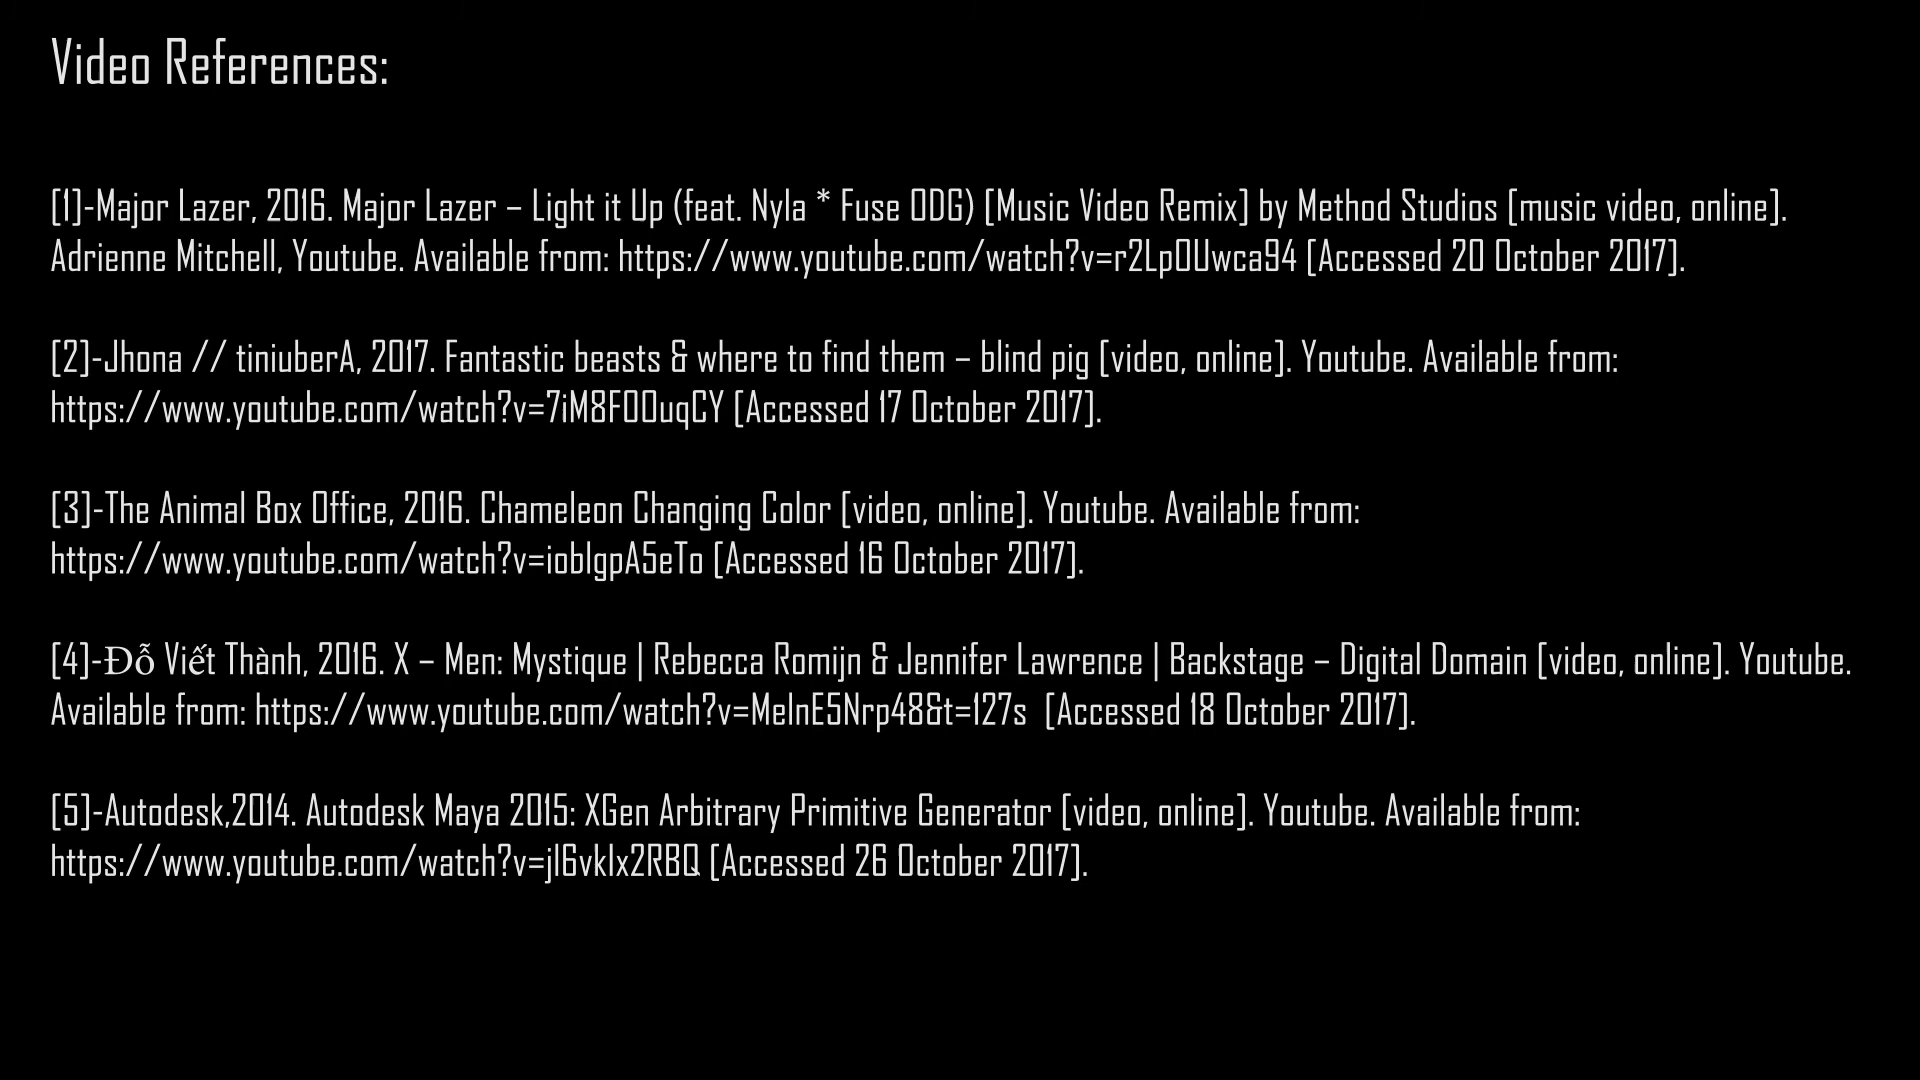 Video References:
[1]-Major Lazer, 2016. Major Lazer – Light it Up (feat. Nyla * Fuse ODG) [Music Video Remix] by Method Studios [music video, online].
Adrienne Mitchell, Youtube. Available from: https://www.youtube.com/watch?v=r2LpOUwca94 [Accessed 20 October 2017].
[2]-Jhona // tiniuberA, 2017. Fantastic beasts & where to find them – blind pig [video, online]. Youtube. Available from:
https://www.youtube.com/watch?v=7iM8FOOuqCY [Accessed 17 October 2017].
[3]-The Animal Box Office, 2016. Chameleon Changing Color [video, online]. Youtube. Available from:
https://www.youtube.com/watch?v=ioblgpA5eTo [Accessed 16 October 2017].
[4]-Đỗ Viết Thành, 2016. X – Men: Mystique | Rebecca Romijn & Jennifer Lawrence | Backstage – Digital Domain [video, online]. Youtube.
Available from: https://www.youtube.com/watch?v=MelnE5Nrp48&t=127s [Accessed 18 October 2017].
[5]-Autodesk,2014. Autodesk Maya 2015: XGen Arbitrary Primitive Generator [video, online]. Youtube. Available from:
https://www.youtube.com/watch?v=jl6vklx2RBQ [Accessed 26 October 2017].